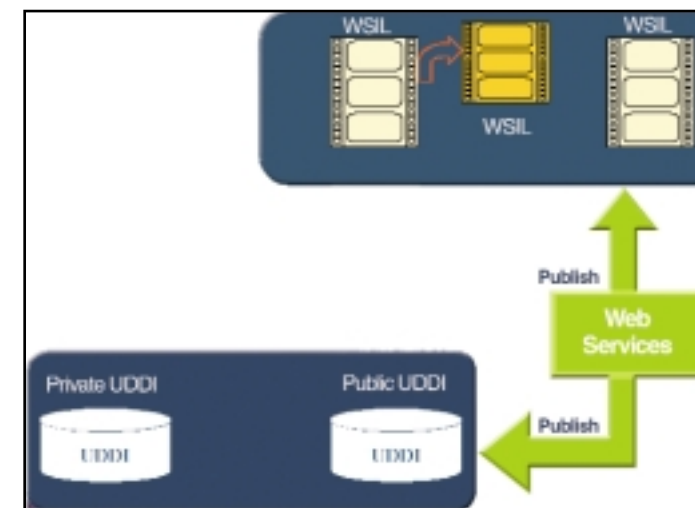 WSIL
WSIL
WSIL
Publish
Web
Services
Private UDDI
Public UDDI
Publish
UDDI
UDDI